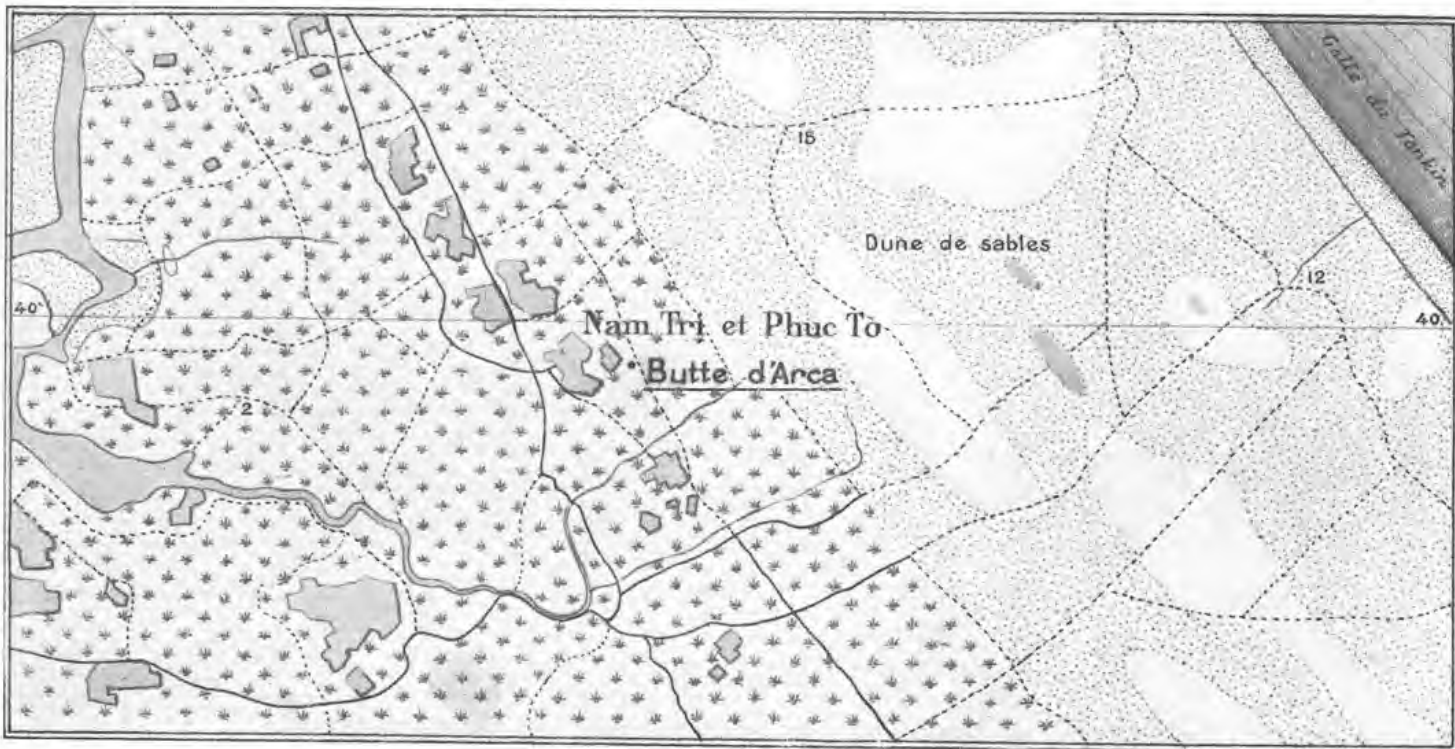 Golfe du Tonkin
15
Dune de sables
12
40
40
Nam Tri et Phuc To
Butte d'Arca
2